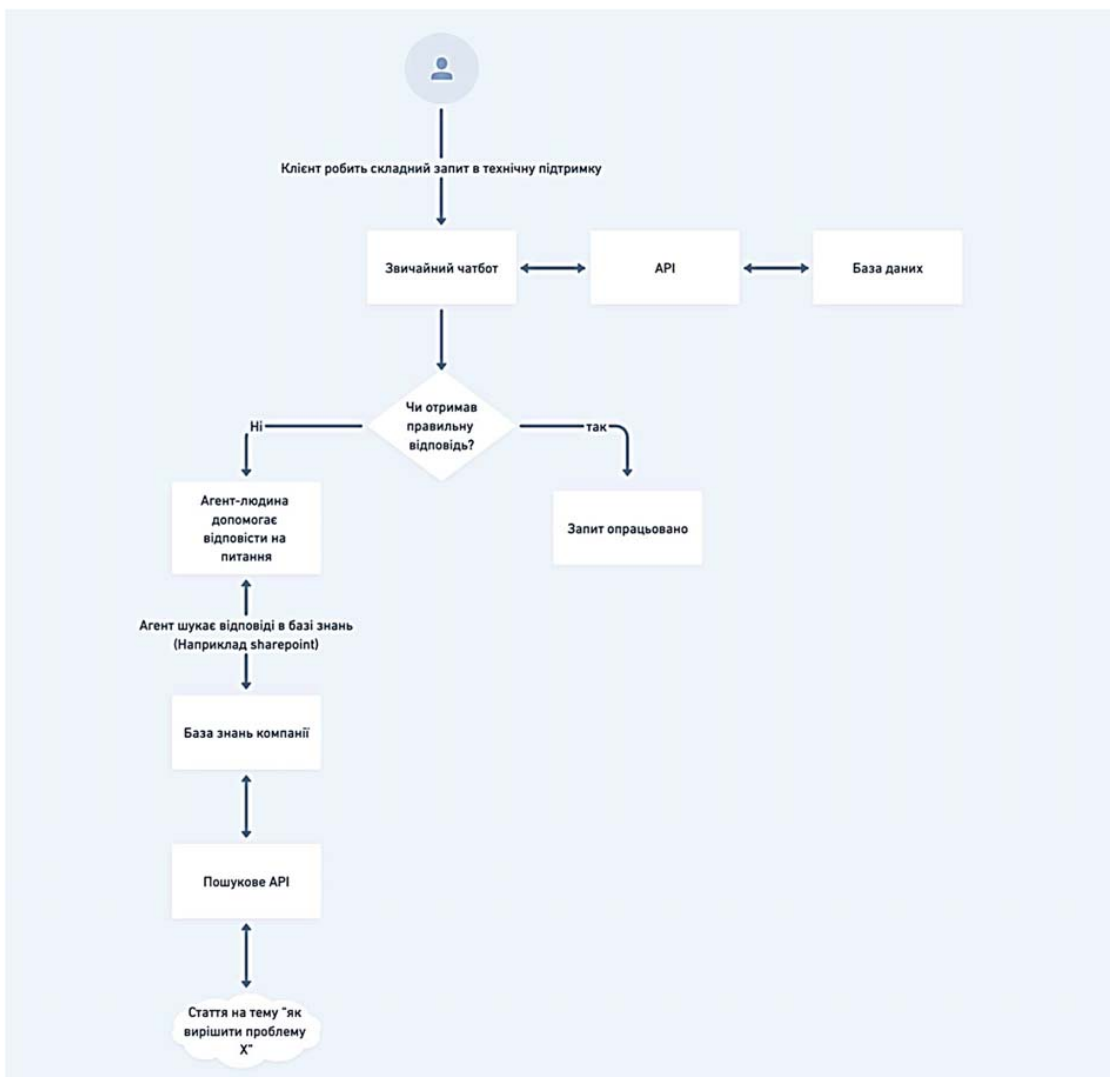 Клієнт робить складний запит в технічну підтримку
Звичайний чатбот
API
База даних
Чи отримав
правильну
відповідь?
Ні
так
Агент-людина
допомогає
відповісти на
питання
Запит опрацьовано
Агент шукає відповіді в базі знань
(Наприклад sharepoint)
База знань компанії
Пошукове API
Стаття на тему "як
вирішити проблему
X"